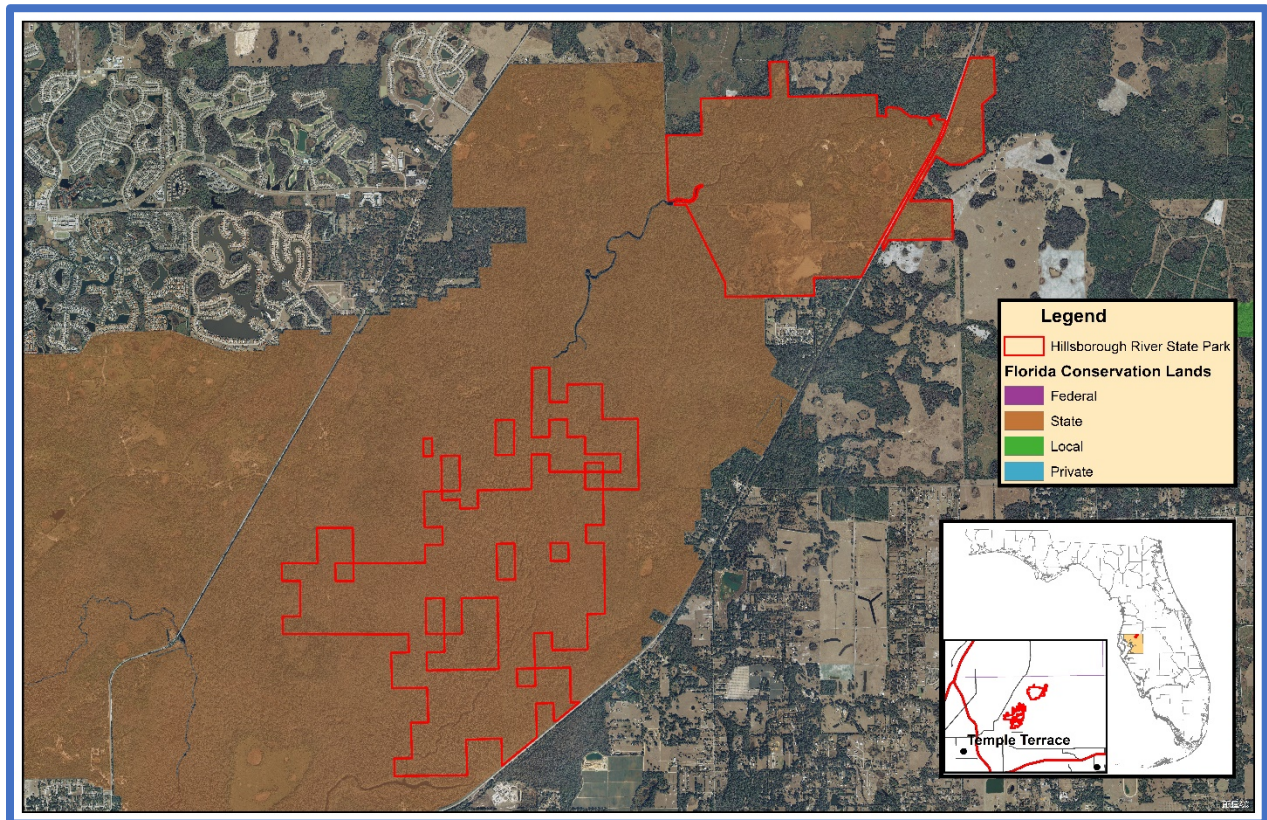 Legend
Hillsborough River State Park
Florida Conservation Lands
Federal
State
Local
Private
Temple Terrace